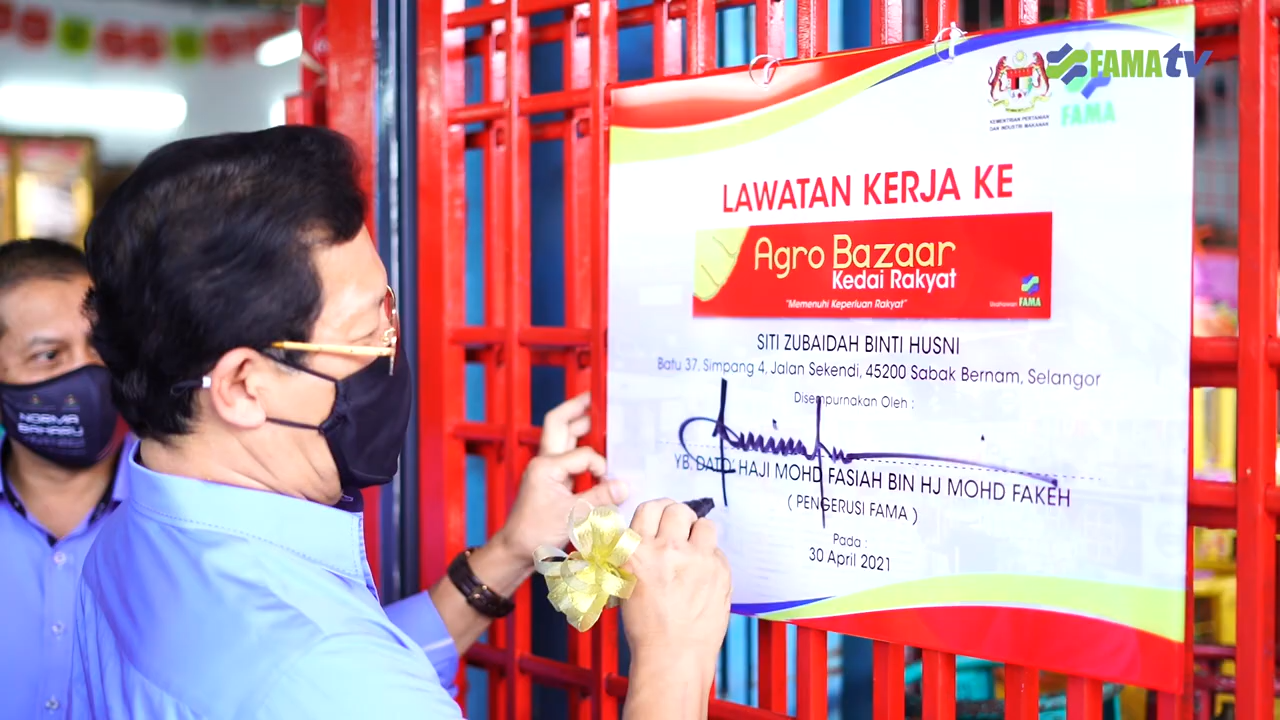 FAMAtv
KEMENTERIAN PERTANIAN
DAN INDUSTRI MAKANAN
FAMA
LAWATAN KERJA KE
Agro Bazaar
Kedai Rakyat
"Memenuhi Keperluan Rakyat"
FAMA
SITI ZUBAIDAH BINTI HUSNI
Batu 37, Simpang 4, Jalan Sekendi, 45200 Sabak Bernam, Selangor
Disempurnakan Oleh :
YB. DATO' HAJI MOHD FASIAH BIN HJ MOHD FAKEH
( PENGERUSI FAMA )
Pada :
30 April 2021
NORMA
BAHARU